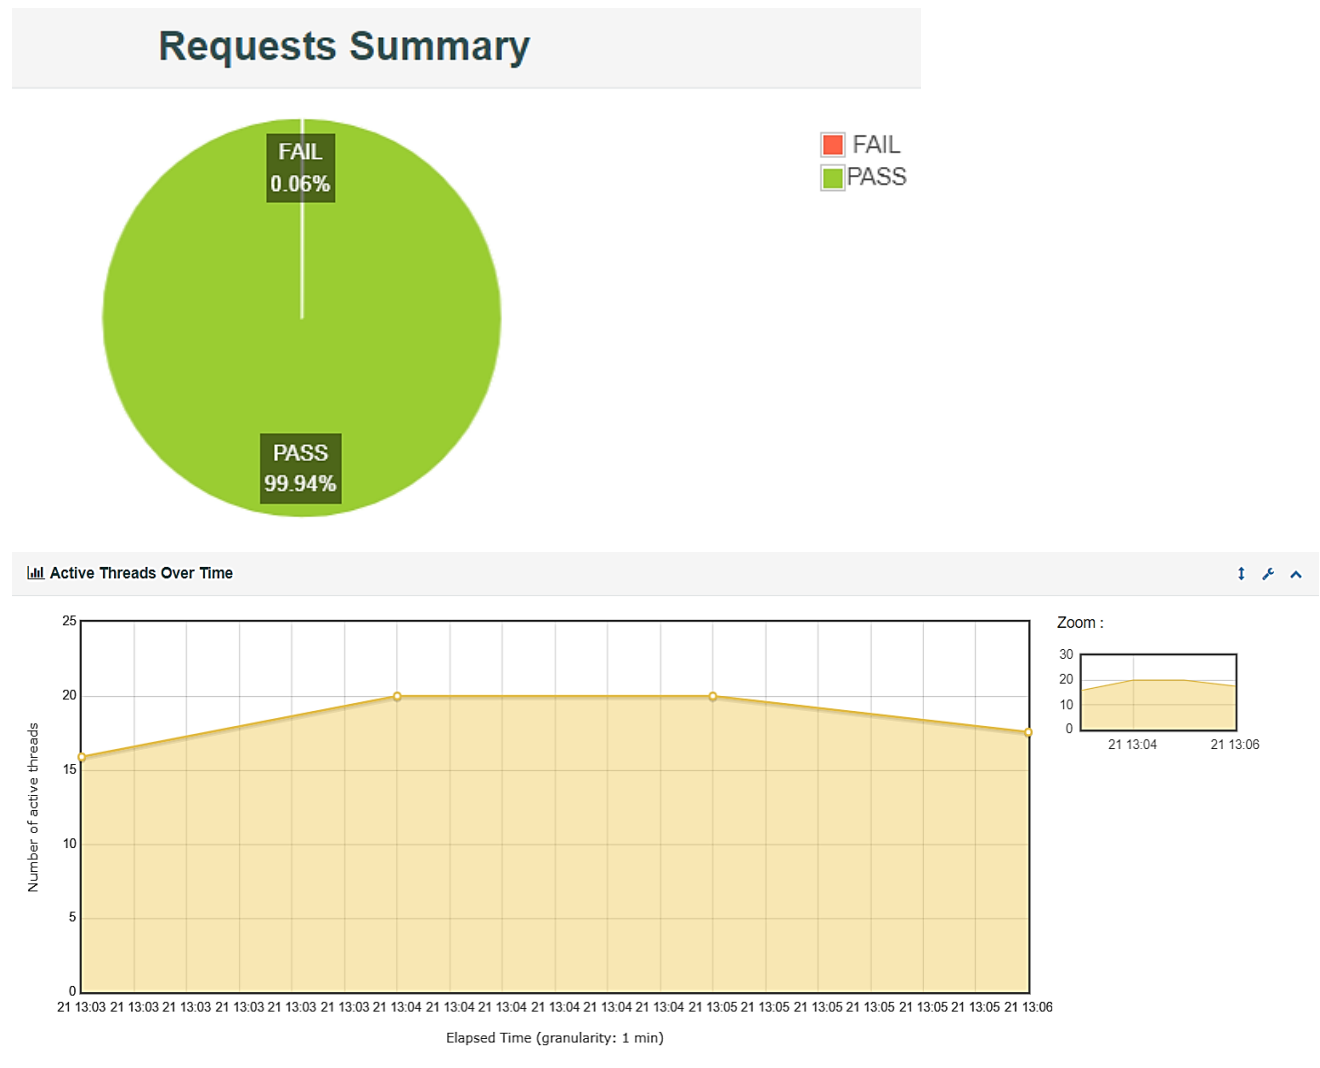 Requests Summary
FAIL
0.06%
FAIL
PASS
PASS
99.94%
Active Threads Over Time
25
20
15
10
5
0
Number of active threads
21 13:03 21 13:03 21 13:03 21 13:03 21 13:03 21 13:03 21 13:04 21 13:04 21 13:04 21 13:04 21 13:04 21 13:04 21 13:05 21 13:05 21 13:05 21 13:05 21 13:05 21 13:05 21 13:06
Elapsed Time (granularity: 1 min)
Zoom :
30
20
10
0
21 13:04 21 13:06